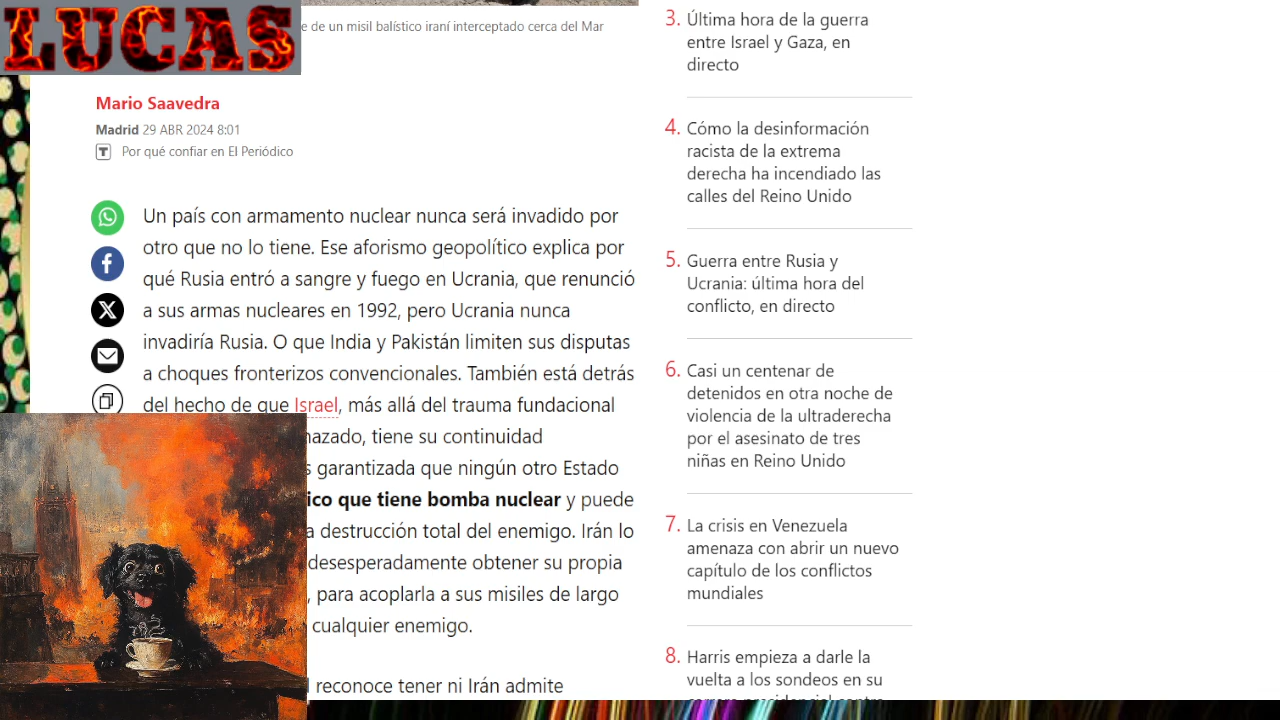 LUCAS
e de un misil balístico iraní interceptado cerca del Mar
Mario Saavedra
Madrid 29 ABR 2024 8:01
T Por qué confiar en El Periódico
Un país con armamento nuclear nunca será invadido por
otro que no lo tiene. Ese aforismo geopolítico explica por
qué Rusia entró a sangre y fuego en Ucrania, que renunció
a sus armas nucleares en 1992, pero Ucrania nunca
invadiría Rusia. O que India y Pakistán limiten sus disputas
a choques fronterizos convencionales. También está detrás
del hecho de que Israel, más allá del trauma fundacional
nazado, tiene su continuidad
s garantizada que ningún otro Estado
ico que tiene bomba nuclear y puede
a destrucción total del enemigo. Irán lo
desesperadamente obtener su propia
, para acoplarla a sus misiles de largo
cualquier enemigo.
l reconoce tener ni Irán admite
3. Última hora de la guerra
entre Israel y Gaza, en
directo
4. Cómo la desinformación
racista de la extrema
derecha ha incendiado las
calles del Reino Unido
5. Guerra entre Rusia y
Ucrania: última hora del
conflicto, en directo
6. Casi un centenar de
detenidos en otra noche de
violencia de la ultraderecha
por el asesinato de tres
niñas en Reino Unido
7. La crisis en Venezuela
amenaza con abrir un nuevo
capítulo de los conflictos
mundiales
8. Harris empieza a darle la
vuelta a los sondeos en su